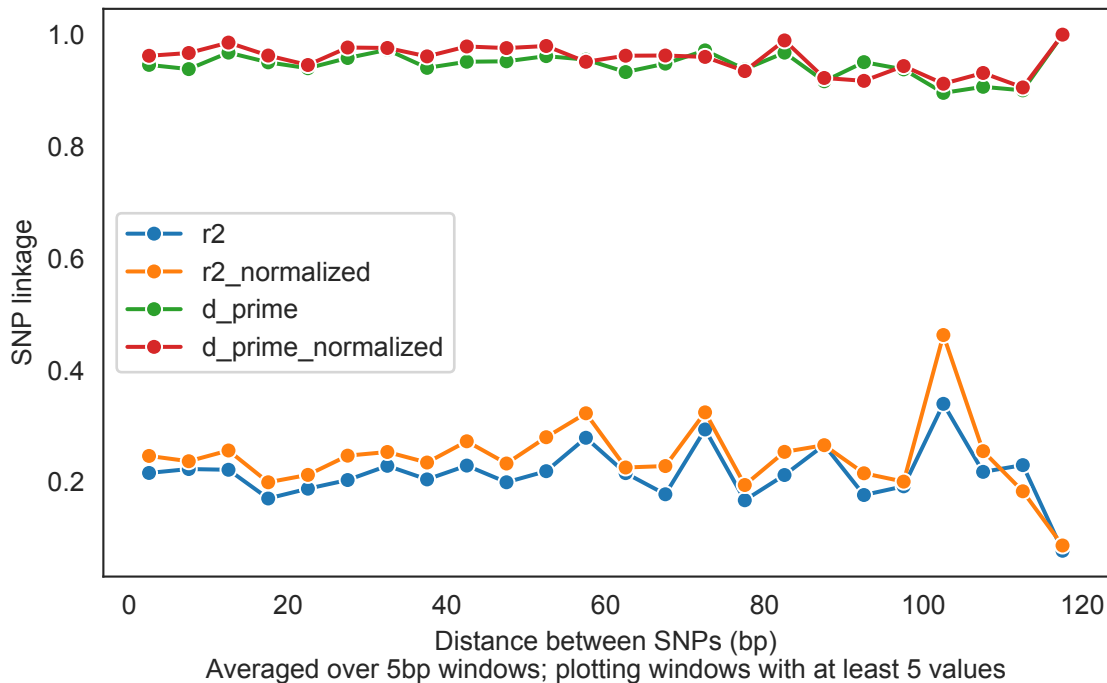 1.0
0.8
0.6
0.4
0.2
SNP linkage
r2
r2_normalized
d_prime
d_prime_normalized
0 20 40 60 80 100 120
Distance between SNPs (bp)
Averaged over 5bp windows; plotting windows with at least 5 values